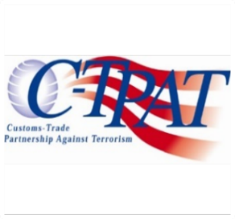 C-TPAT
Customs-Trade
Partnership Against Terrorism